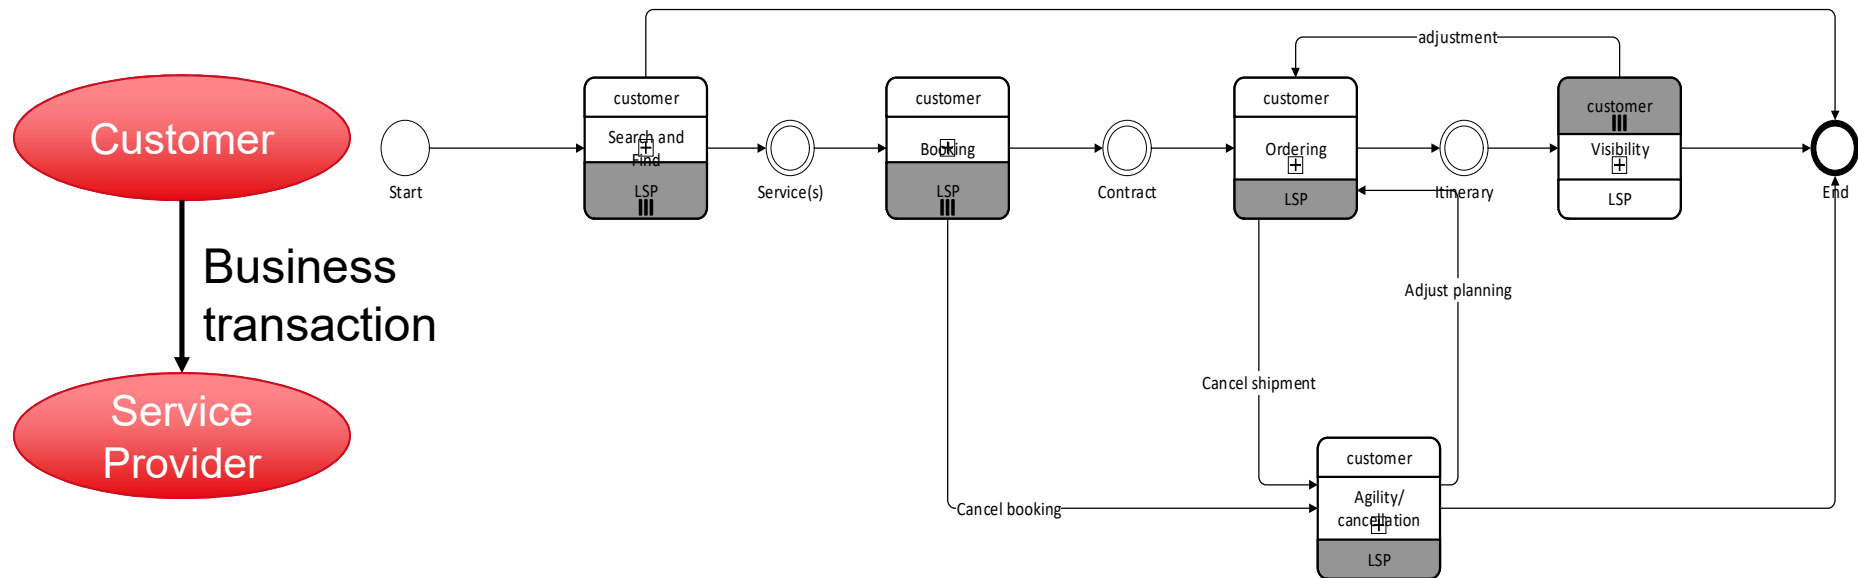 Customer
Business
transaction
Service
Provider
Start
customer
Search and
Find
LSP
Service(s)
customer
Booking
LSP
Contract
customer
Ordering
LSP
Itinerary
adjustment
customer
Visibility
LSP
End
Adjust planning
Cancel shipment
Cancel booking
customer
Agility/
cancellation
LSP